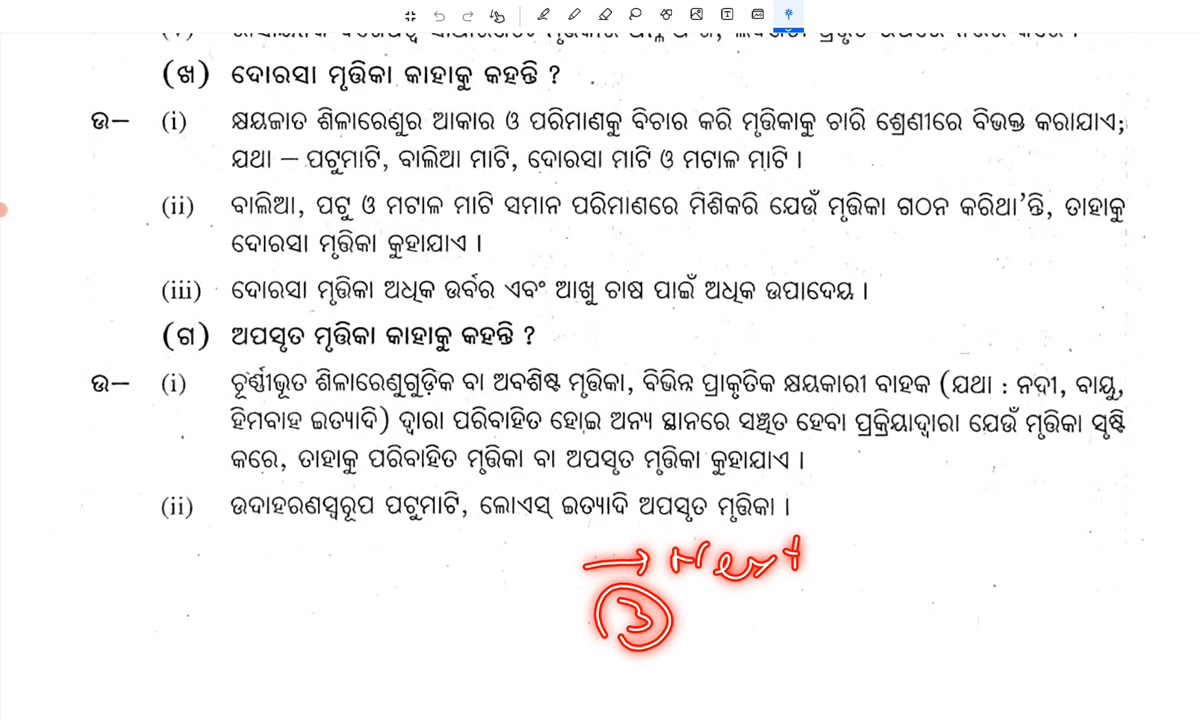 (ଖ) ଦୋରସା ମୃତ୍ତିକା କାହାକୁ କହନ୍ତି ?
ଉ— (i) କ୍ଷୟଜାତ ଶିଳାରେଣୁର ଆକାର ଓ ପରିମାଣକୁ ବିଚାର କରି ମୃତ୍ତିକାକୁ ଚାରି ଶ୍ରେଣୀରେ ବିଭକ୍ତ କରାଯାଏ;
ଯଥା — ପଟୁମାଟି, ବାଲିଆ ମାଟି, ଦୋରସା ମାଟି ଓ ମଟାଳ ମାଟି ।
(ii) ବାଲିଆ, ପଟୁ ଓ ମଟାଳ ମାଟି ସମାନ ପରିମାଣରେ ମିଶିକରି ଯେଉଁ ମୃତ୍ତିକା ଗଠନ କରିଥା’ନ୍ତି, ତାହାକୁ
ଦୋରସା ମୃତ୍ତିକା କୁହାଯାଏ ।
(iii) ଦୋରସା ମୃତ୍ତିକା ଅଧିକ ଉର୍ବର ଏବଂ ଆଖୁ ଚାଷ ପାଇଁ ଅଧିକ ଉପାଦେୟ ।
(ଗ) ଅପସୃତ ମୃତ୍ତିକା କାହାକୁ କହନ୍ତି ?
ଉ— (i) ଚୂର୍ଣ୍ଣୀଭୂତ ଶିଳାରେଣୁଗୁଡ଼ିକ ବା ଅବଶିଷ୍ଟ ମୃତ୍ତିକା, ବିଭିନ୍ନ ପ୍ରାକୃତିକ କ୍ଷୟକାରୀ ବାହକ (ଯଥା : ନଦୀ, ବାୟୁ,
ହିମବାହ ଇତ୍ୟାଦି) ଦ୍ୱାରା ପରିବାହିତ ହୋଇ ଅନ୍ୟ ସ୍ଥାନରେ ସଞ୍ଚିତ ହେବା ପ୍ରକ୍ରିୟାଦ୍ୱାରା ଯେଉଁ ମୃତ୍ତିକା ସୃଷ୍ଟି
କରେ, ତାହାକୁ ପରିବାହିତ ମୃତ୍ତିକା ବା ଅପସୃତ ମୃତ୍ତିକା କୁହାଯାଏ ।
(ii) ଉଦାହରଣସ୍ୱରୂପ ପଟୁମାଟି, ଲୋଏସ୍ ଇତ୍ୟାଦି ଅପସୃତ ମୃତ୍ତିକା ।
→ Next
3